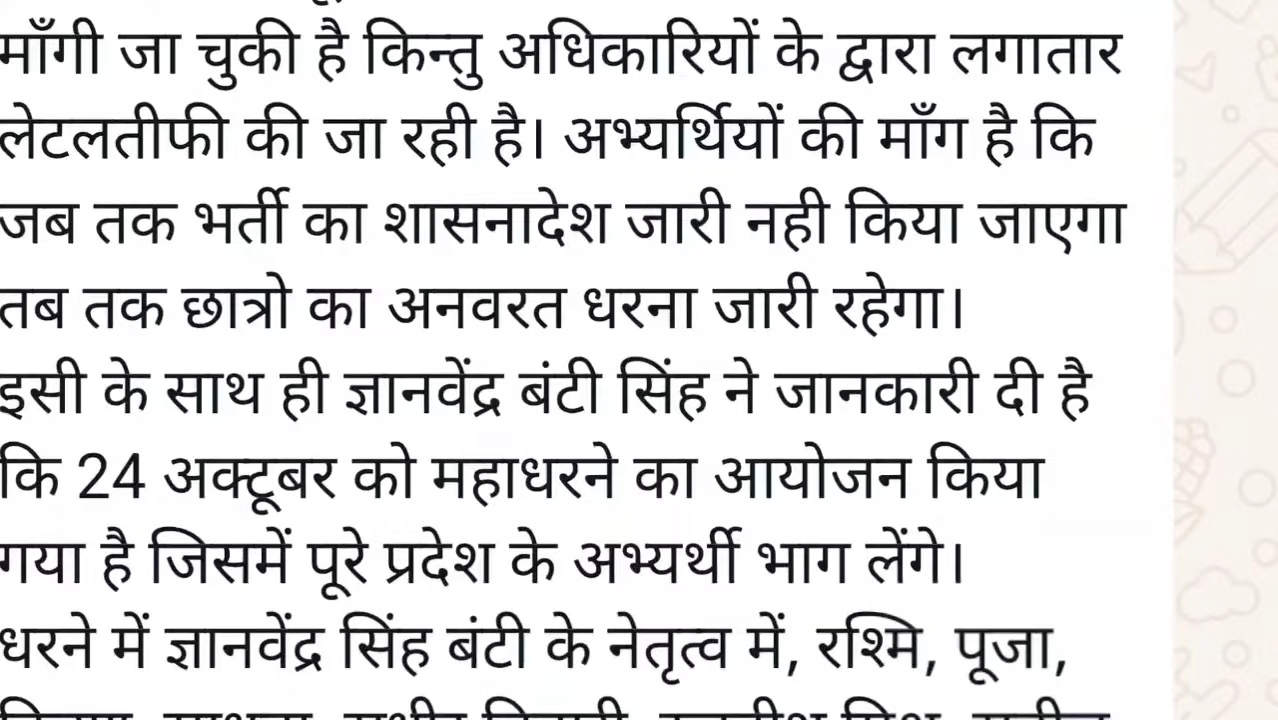 माँगी जा चुकी है किन्तु अधिकारियों के द्वारा लगातार
लेटलतीफी की जा रही है। अभ्यर्थियों की माँग है कि
जब तक भर्ती का शासनादेश जारी नही किया जाएगा
तब तक छात्रो का अनवरत धरना जारी रहेगा।
इसी के साथ ही ज्ञानवेंद्र बंटी सिंह ने जानकारी दी है
कि 24 अक्टूबर को महाधरने का आयोजन किया
गया है जिसमें पूरे प्रदेश के अभ्यर्थी भाग लेंगे।
धरने में ज्ञानवेंद्र सिंह बंटी के नेतृत्व में, रश्मि, पूजा,